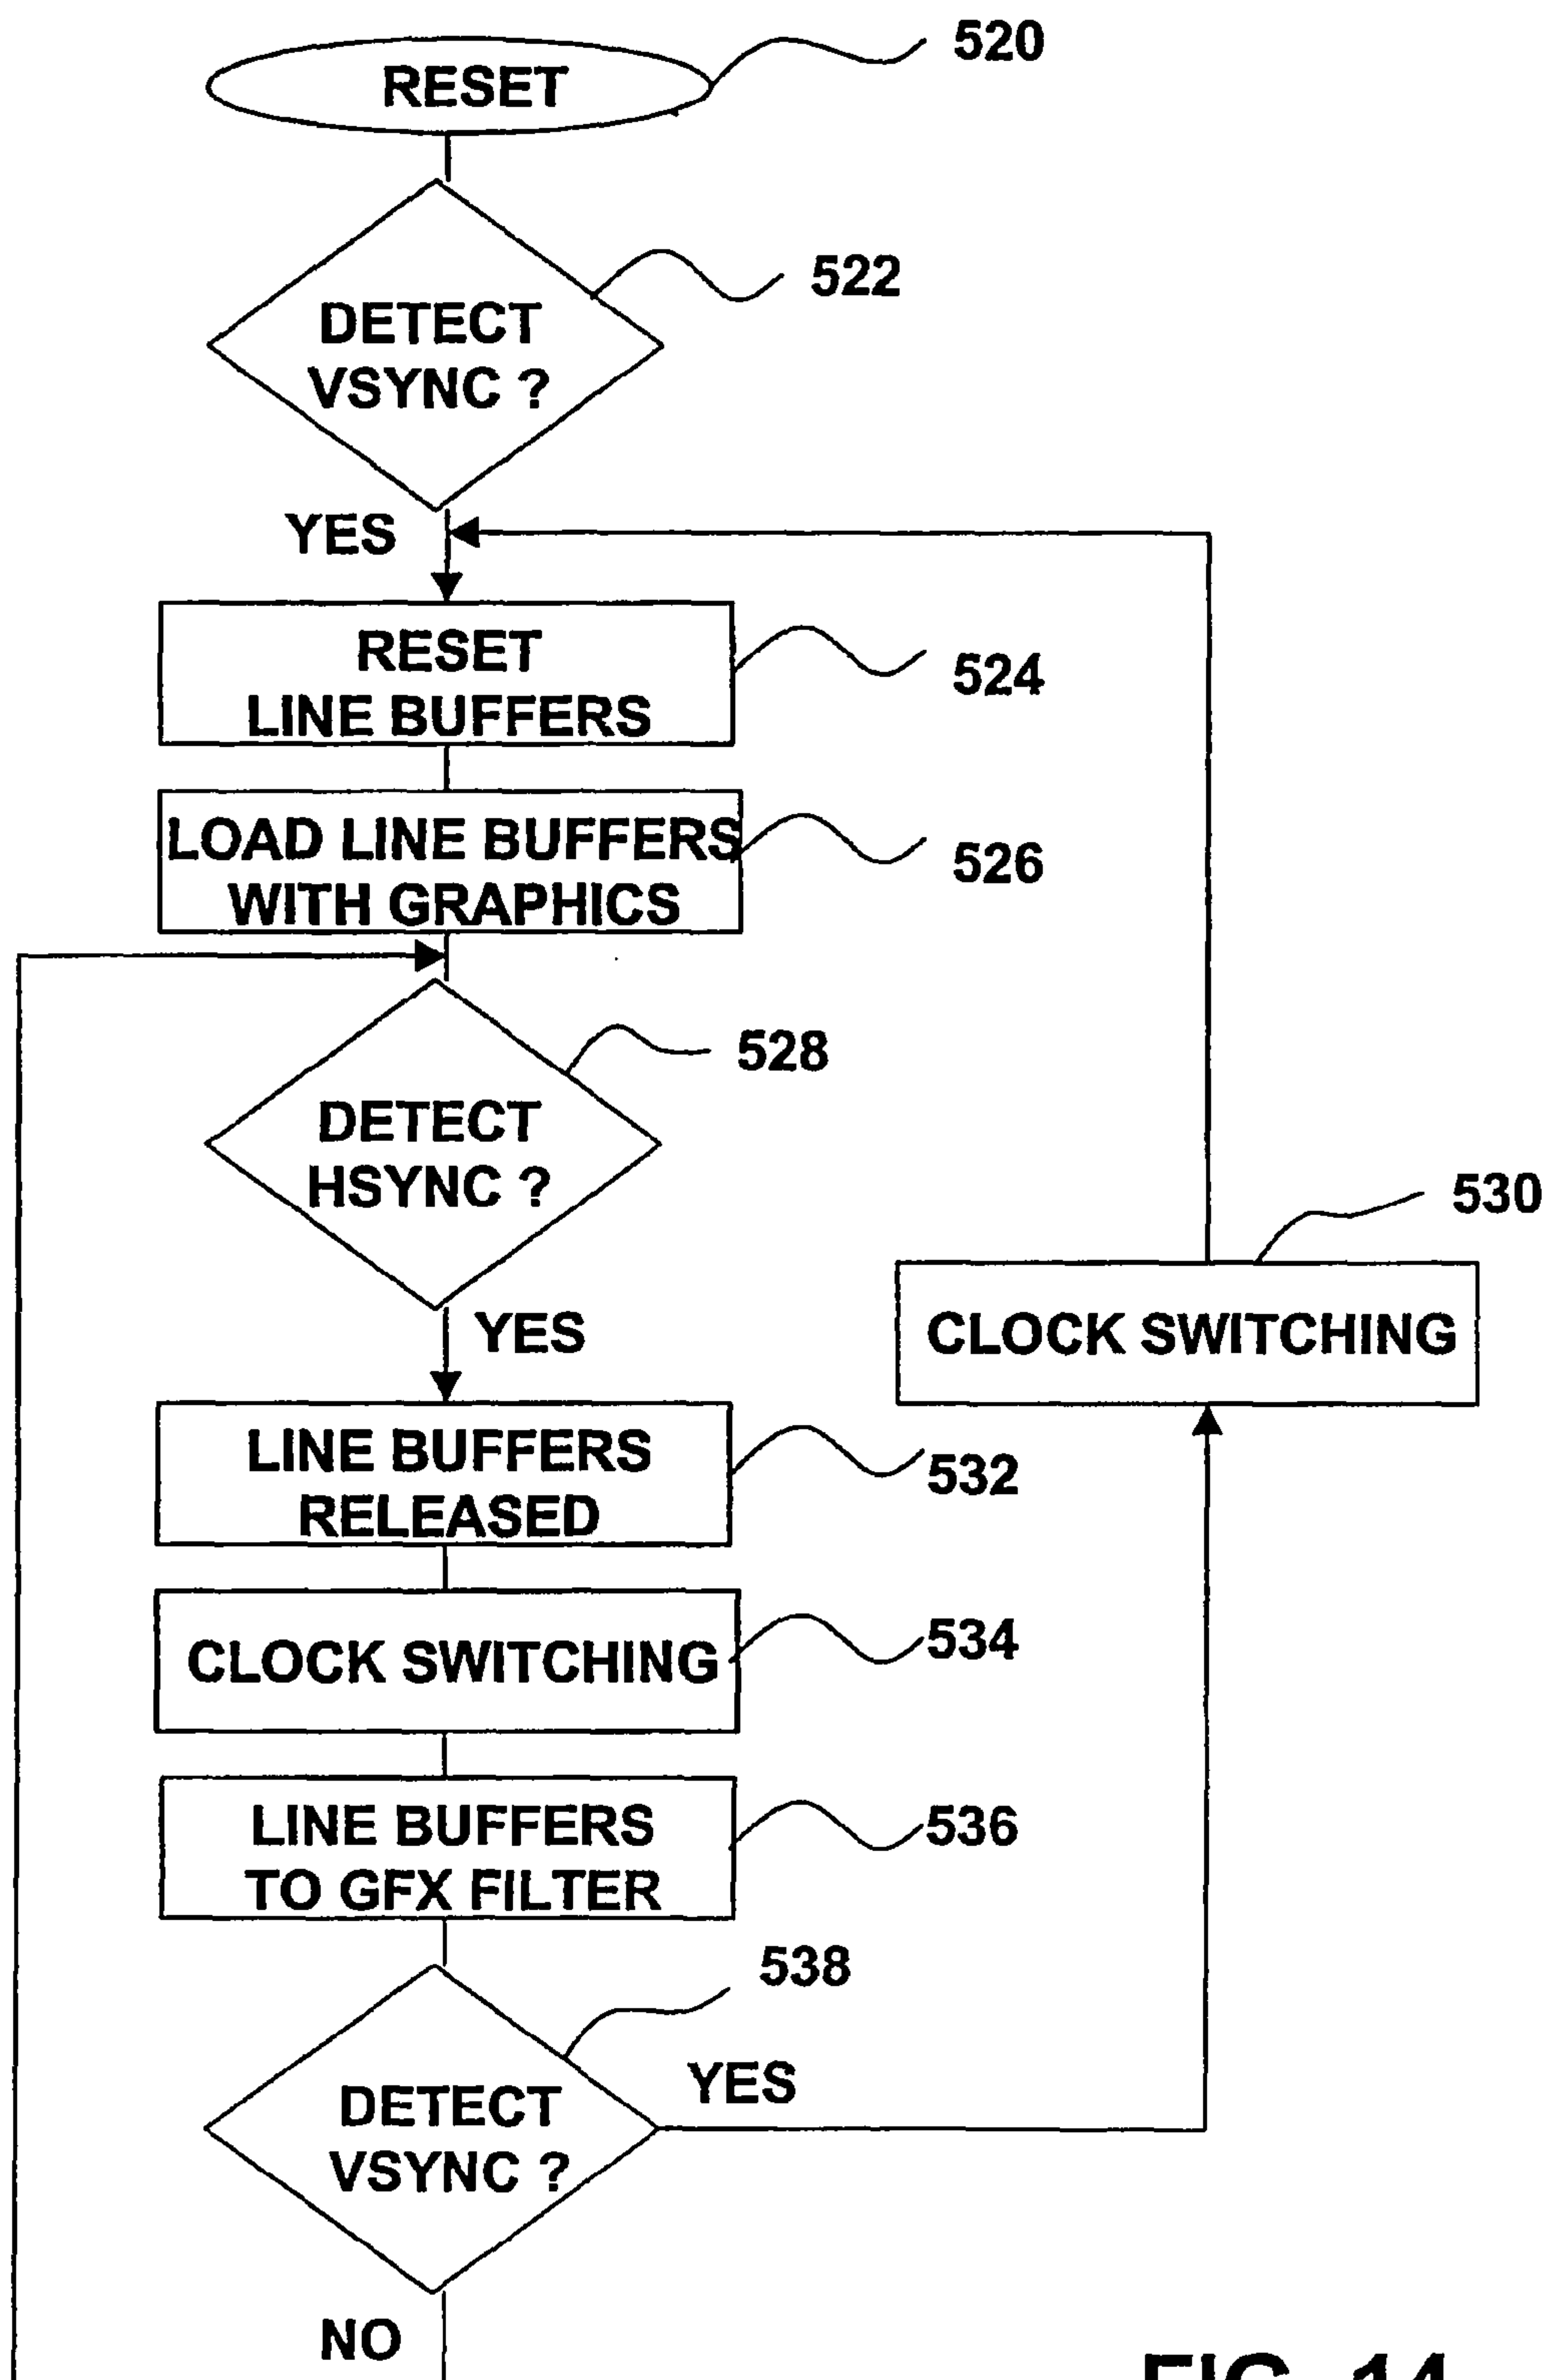 RESET
520
DETECT
VSYNC ?
522
YES
RESET
LINE BUFFERS
524
LOAD LINE BUFFERS
WITH GRAPHICS
526
DETECT
HSYNC ?
528
YES
530
CLOCK SWITCHING
LINE BUFFERS
RELEASED
532
CLOCK SWITCHING
534
LINE BUFFERS
TO GFX FILTER
536
538
DETECT
VSYNC ?
YES
NO
FIG. 14